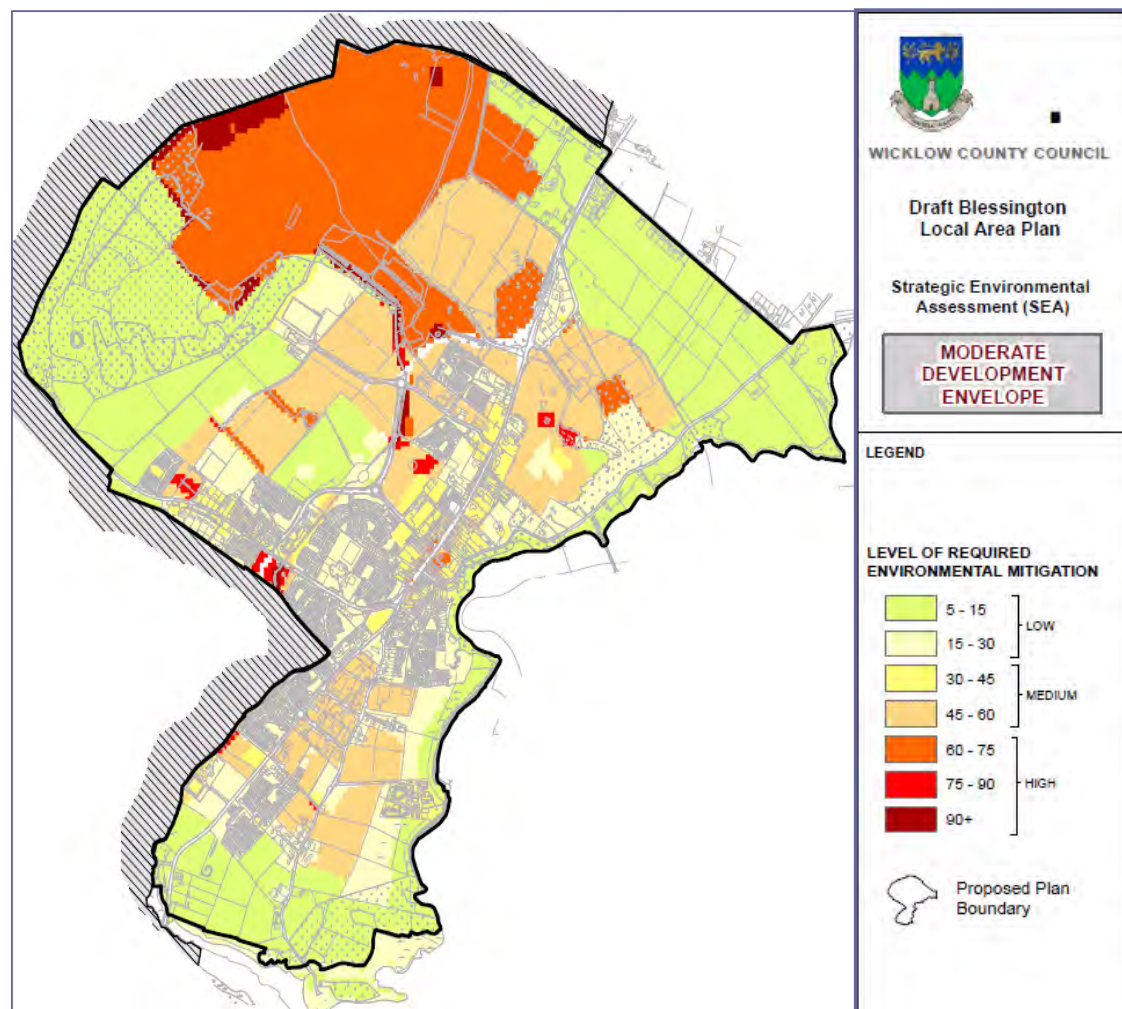 WICKLOW COUNTY COUNCIL
Draft Blessington
Local Area Plan
Strategic Environmental
Assessment (SEA)
MODERATE
DEVELOPMENT
ENVELOPE
LEGEND
LEVEL OF REQUIRED
ENVIRONMENTAL MITIGATION
5 - 15
LOW
15 - 30
30 - 45
MEDIUM
45 - 60
60 - 75
75 - 90
HIGH
90+
Proposed Plan
Boundary